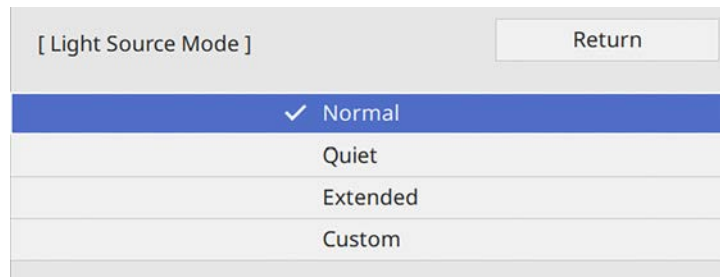 [ Light Source Mode ]
Return
Normal
Quiet
Extended
Custom